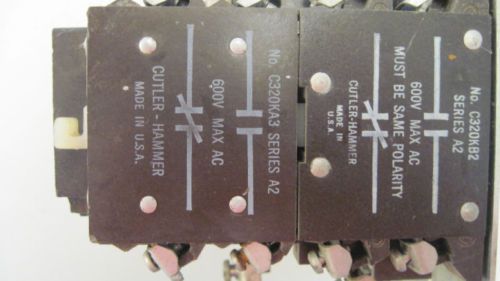 No. C320KA3 SERIES A2
600V MAX AC
CUTLER - HAMMER
MADE IN U.S.A.
No. C320KB2
SERIES A2
600V MAX AC
MUST BE SAME POLARITY
CUTLER-HAMMER
MADE IN
U.S.A.